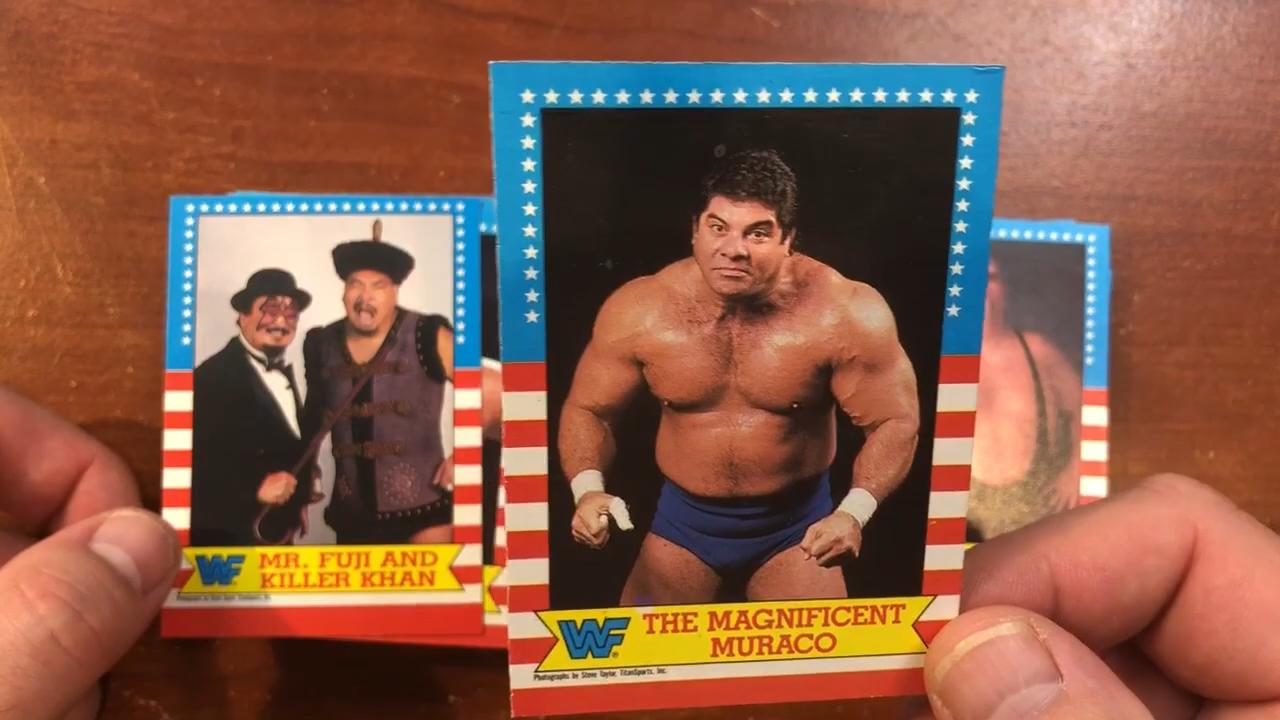 WF MR. FUJI AND
KILLER KHAN
WF® THE MAGNIFICENT
MURACO
Photographs by Steve Taylor, TitanSports, Inc.